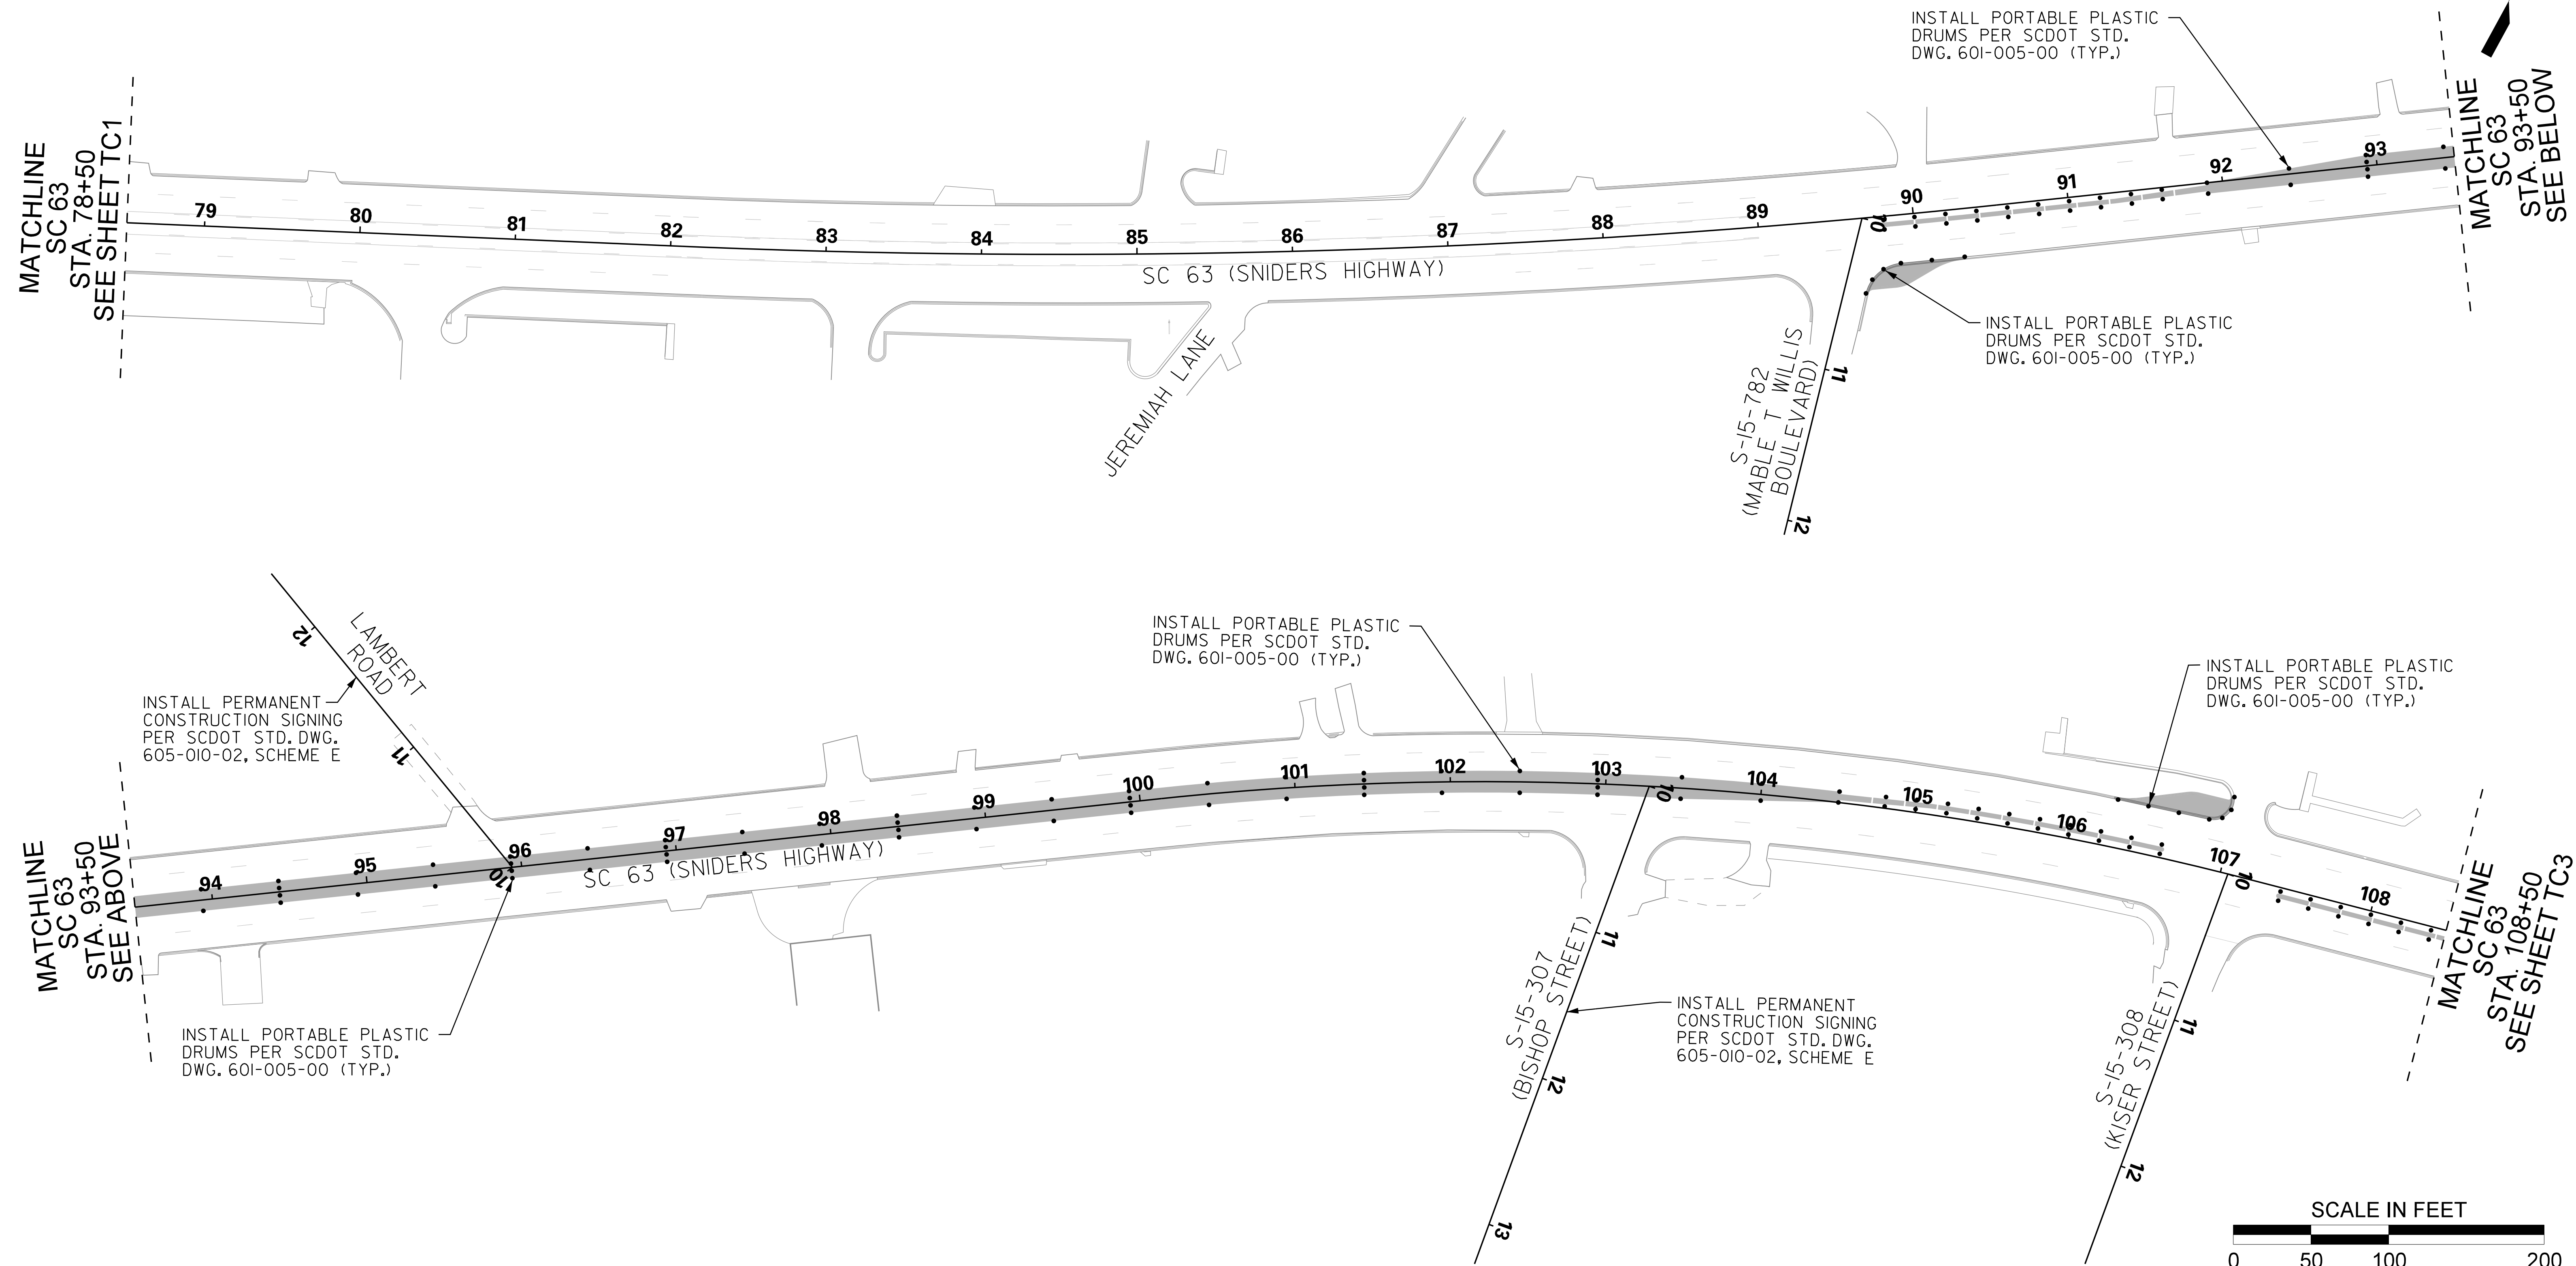 INSTALL PORTABLE PLASTIC
DRUMS PER SCDOT STD.
DWG. 601-005-00 (TYP.)
MATCHLINE
SC 63
STA. 78+50
SEE SHEET TC1
79
80
81
82
83
84
85
86
87
88
89
90
91
92
93
10
SC 63 (SNIDERS HIGHWAY)
MATCHLINE
SC 63
STA. 93+50
SEE BELOW
INSTALL PORTABLE PLASTIC
DRUMS PER SCDOT STD.
DWG. 601-005-00 (TYP.)
JEREMIAH LANE
S-15-782
(MABLE T WILLIS
BOULEVARD)
11
12
LAMBERT
ROAD
12
11
10
INSTALL PERMANENT
CONSTRUCTION SIGNING
PER SCDOT STD. DWG.
605-010-02, SCHEME E
INSTALL PORTABLE PLASTIC
DRUMS PER SCDOT STD.
DWG. 601-005-00 (TYP.)
INSTALL PORTABLE PLASTIC
DRUMS PER SCDOT STD.
DWG. 601-005-00 (TYP.)
MATCHLINE
SC 63
STA. 93+50
SEE ABOVE
94
95
96
97
98
99
100
101
102
103
104
105
106
107
108
SC 63 (SNIDERS HIGHWAY)
MATCHLINE
SC 63
STA. 108+50
SEE SHEET TC3
INSTALL PORTABLE PLASTIC
DRUMS PER SCDOT STD.
DWG. 601-005-00 (TYP.)
10
11
12
13
S-15-307
(BISHOP STREET)
INSTALL PERMANENT
CONSTRUCTION SIGNING
PER SCDOT STD. DWG.
605-010-02, SCHEME E
10
11
12
S-15-308
(KISER STREET)
SCALE IN FEET
0 50 100 200